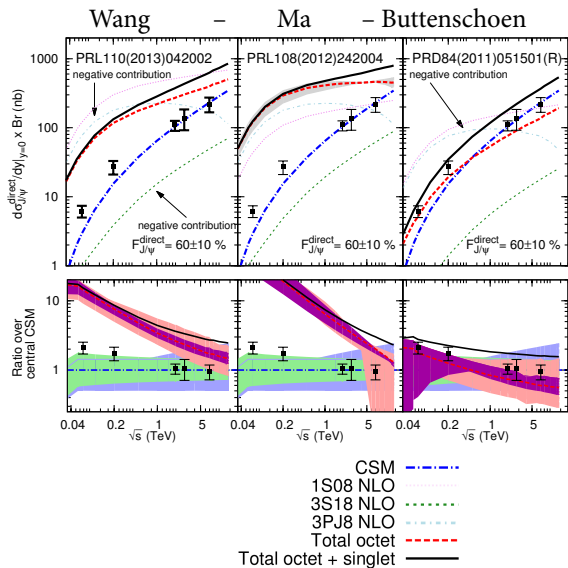 Wang – Ma – Buttenschoen
PRL110(2013)042002
negative contribution
negative contribution
F^direct_J/ψ = 60±10 %
PRL108(2012)242004
F^direct_J/ψ = 60±10 %
PRD84(2011)051501(R)
negative contribution
F^direct_J/ψ = 60±10 %
dσ^direct_J/ψ/dy|y=0 x Br (nb)
1000
100
10
1
Ratio over
central CSM
10
1
0.04 0.2 1 5
√s (TeV)
0.04 0.2 1 5
√s (TeV)
0.04 0.2 1 5
√s (TeV)
CSM
1S08 NLO
3S18 NLO
3PJ8 NLO
Total octet
Total octet + singlet